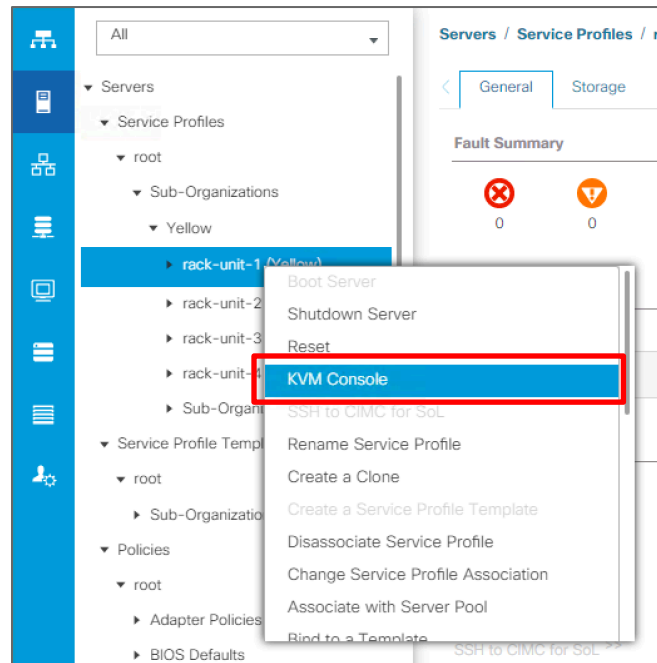 All
Servers
Service Profiles
root
Sub-Organizations
Yellow
rack-unit-1 (Yellow)
rack-unit-2
rack-unit-3
rack-unit-4
Sub-Organi
Service Profile Templ
root
Sub-Organizatio
Policies
root
Adapter Policies
BIOS Defaults
Servers / Service Profiles / r
General Storage
Fault Summary
0 0
Boot Server
Shutdown Server
Reset
KVM Console
SSH to CIMC for SoL
Rename Service Profile
Create a Clone
Create a Service Profile Template
Disassociate Service Profile
Change Service Profile Association
Associate with Server Pool
Bind to a Template
SSH to CIMC for SoL >>